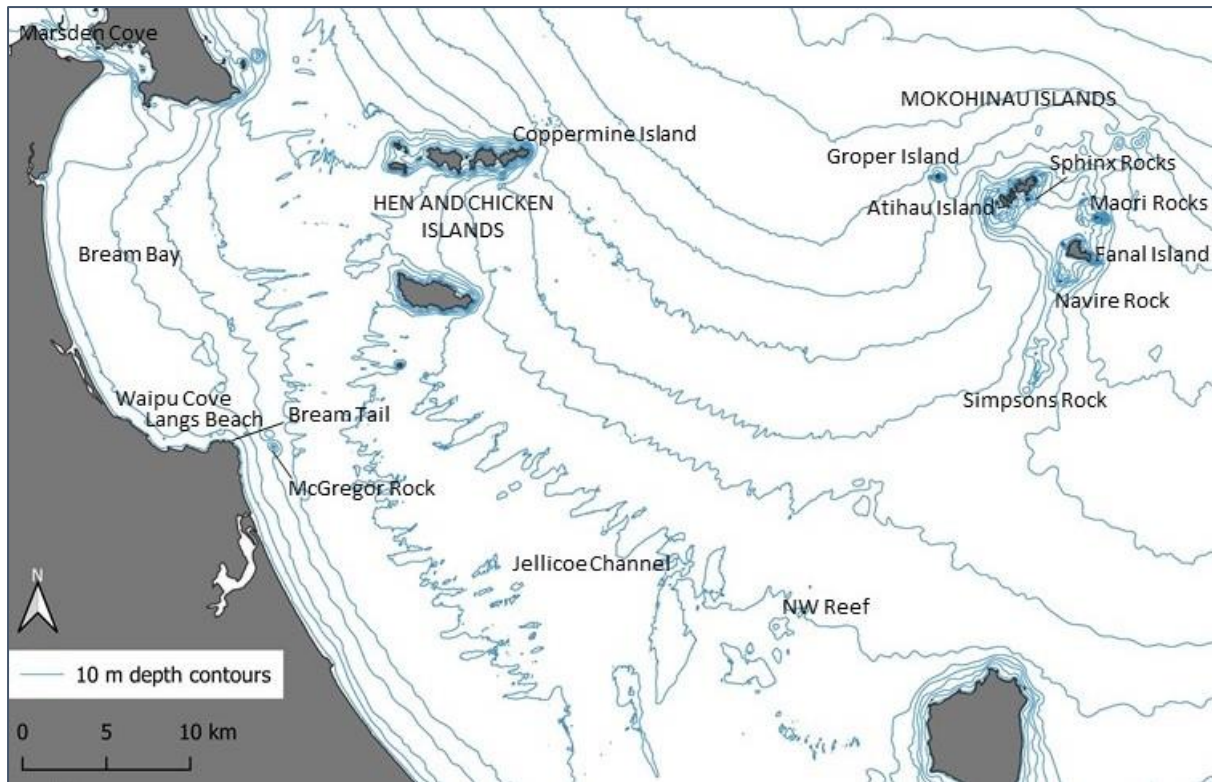 Marsden Cove
MOKOHINAU ISLANDS
Coppermine Island
Groper Island
Sphinx Rocks
HEN AND CHICKEN
ISLANDS
Atihau Island
Maori Rocks
Bream Bay
Fanal Island
Navire Rock
Waipu Cove
Langs Beach
Bream Tail
Simpsons Rock
McGregor Rock
Jellicoe Channel
NW Reef
N
10 m depth contours
0 5 10 km